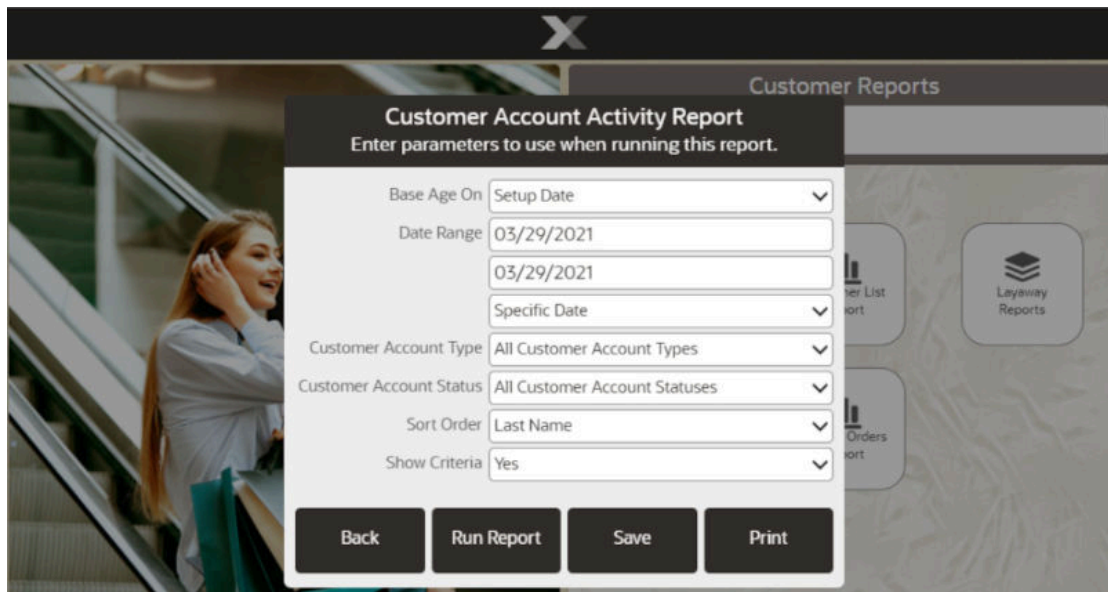 Customer Reports
Customer Account Activity Report
Enter parameters to use when running this report.
Base Age On Setup Date
Date Range 03/29/2021
03/29/2021
Specific Date
Customer Account Type All Customer Account Types
Customer Account Status All Customer Account Statuses
Sort Order Last Name
Show Criteria Yes
Back Run Report Save Print
List
Layaway
Reports
Orders